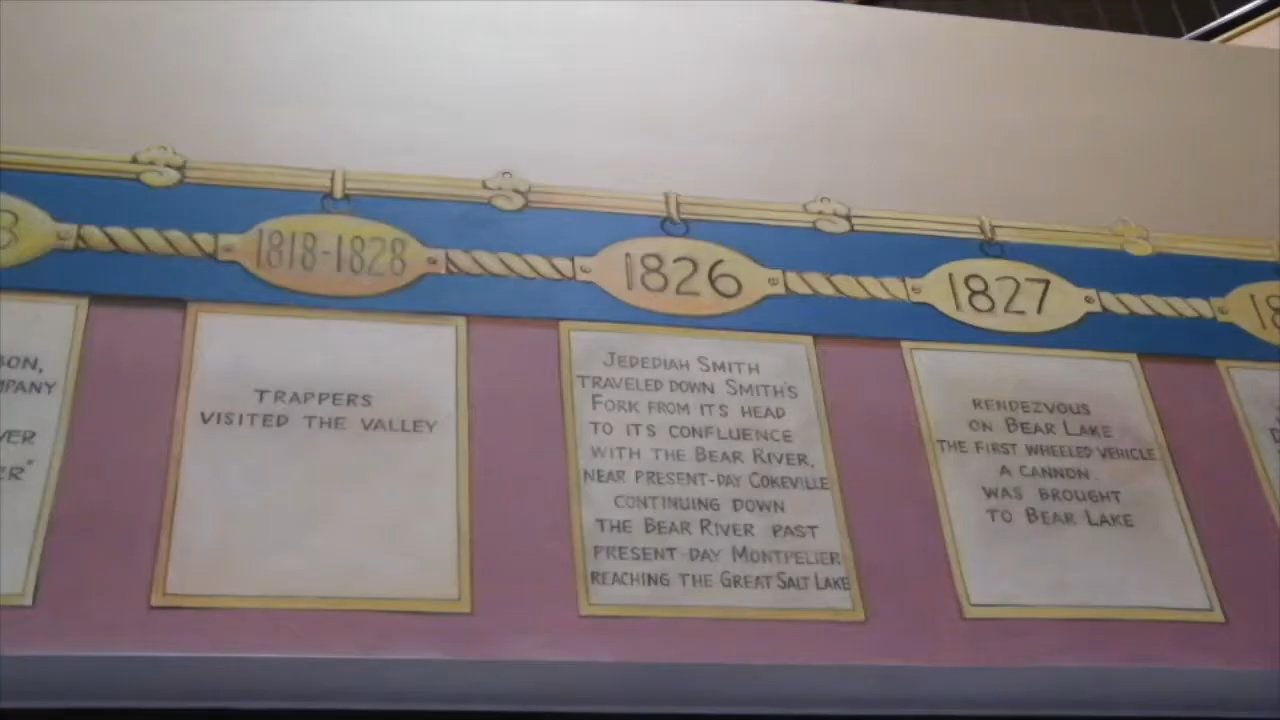 1818-1828
TRAPPERS
VISITED THE VALLEY
1826
JEDEDIAH SMITH
TRAVELED DOWN SMITH'S
FORK FROM ITS HEAD
TO ITS CONFLUENCE
WITH THE BEAR RIVER,
NEAR PRESENT-DAY COKEVILLE
CONTINUING DOWN
THE BEAR RIVER PAST
PRESENT-DAY MONTPELIER
REACHING THE GREAT SALT LAKE
1827
RENDEZVOUS
ON BEAR LAKE
THE FIRST WHEELED VEHICLE
A CANNON
WAS BROUGHT
TO BEAR LAKE